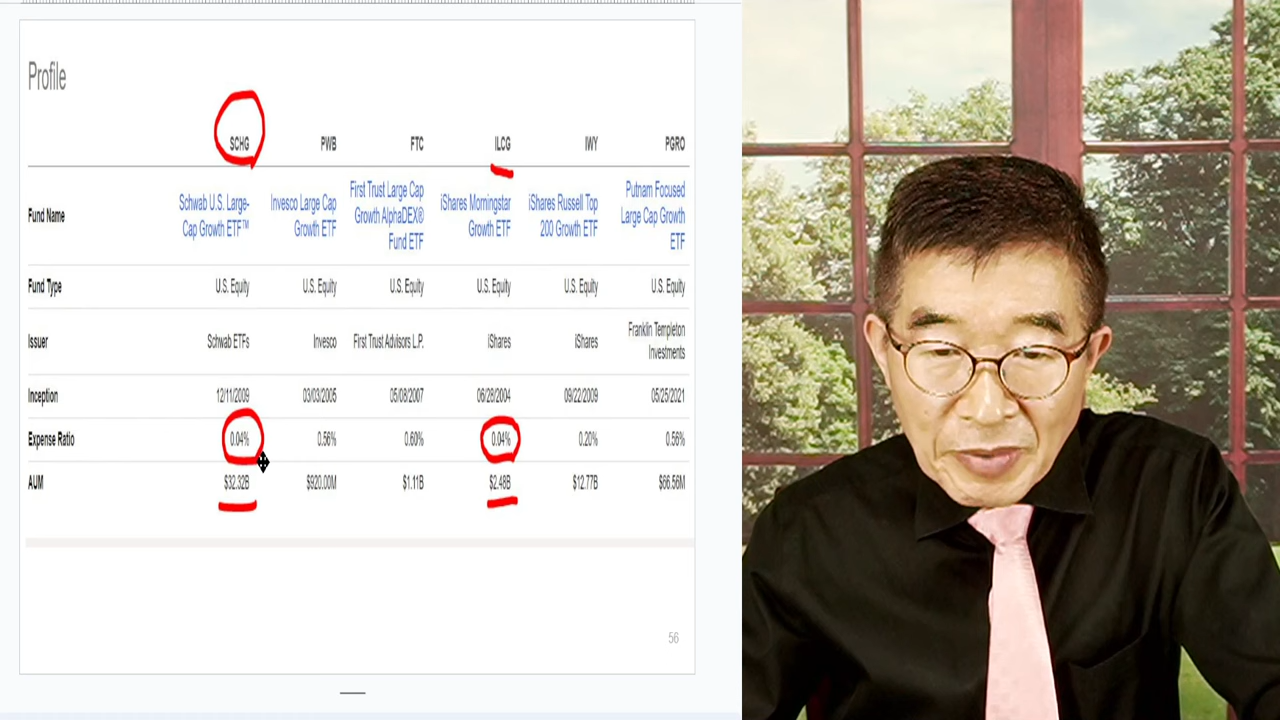 Profile
SCHG PWB FTC ILCG IWY PGRO
Fund Name Schwab U.S. Large-Cap Growth ETF™ Invesco Large Cap Growth ETF First Trust Large Cap Growth AlphaDEX® Fund ETF iShares Morningstar Growth ETF iShares Russell Top 200 Growth ETF Putnam Focused Large Cap Growth ETF
Fund Type U.S. Equity U.S. Equity U.S. Equity U.S. Equity U.S. Equity U.S. Equity
Issuer Schwab ETFs Invesco First Trust Advisors L.P. iShares iShares Franklin Templeton Investments
Inception 12/11/2009 03/03/2005 05/08/2007 06/28/2004 09/22/2009 05/25/2021
Expense Ratio 0.04% 0.56% 0.60% 0.04% 0.20% 0.56%
AUM $32.32B $920.00M $1.11B $2.48B $12.77B $66.56M
56